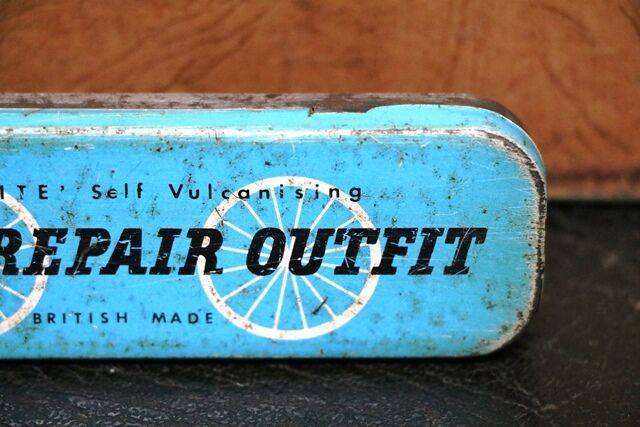 ITE' Self Vulcanising
REPAIR OUTFIT
BRITISH MADE